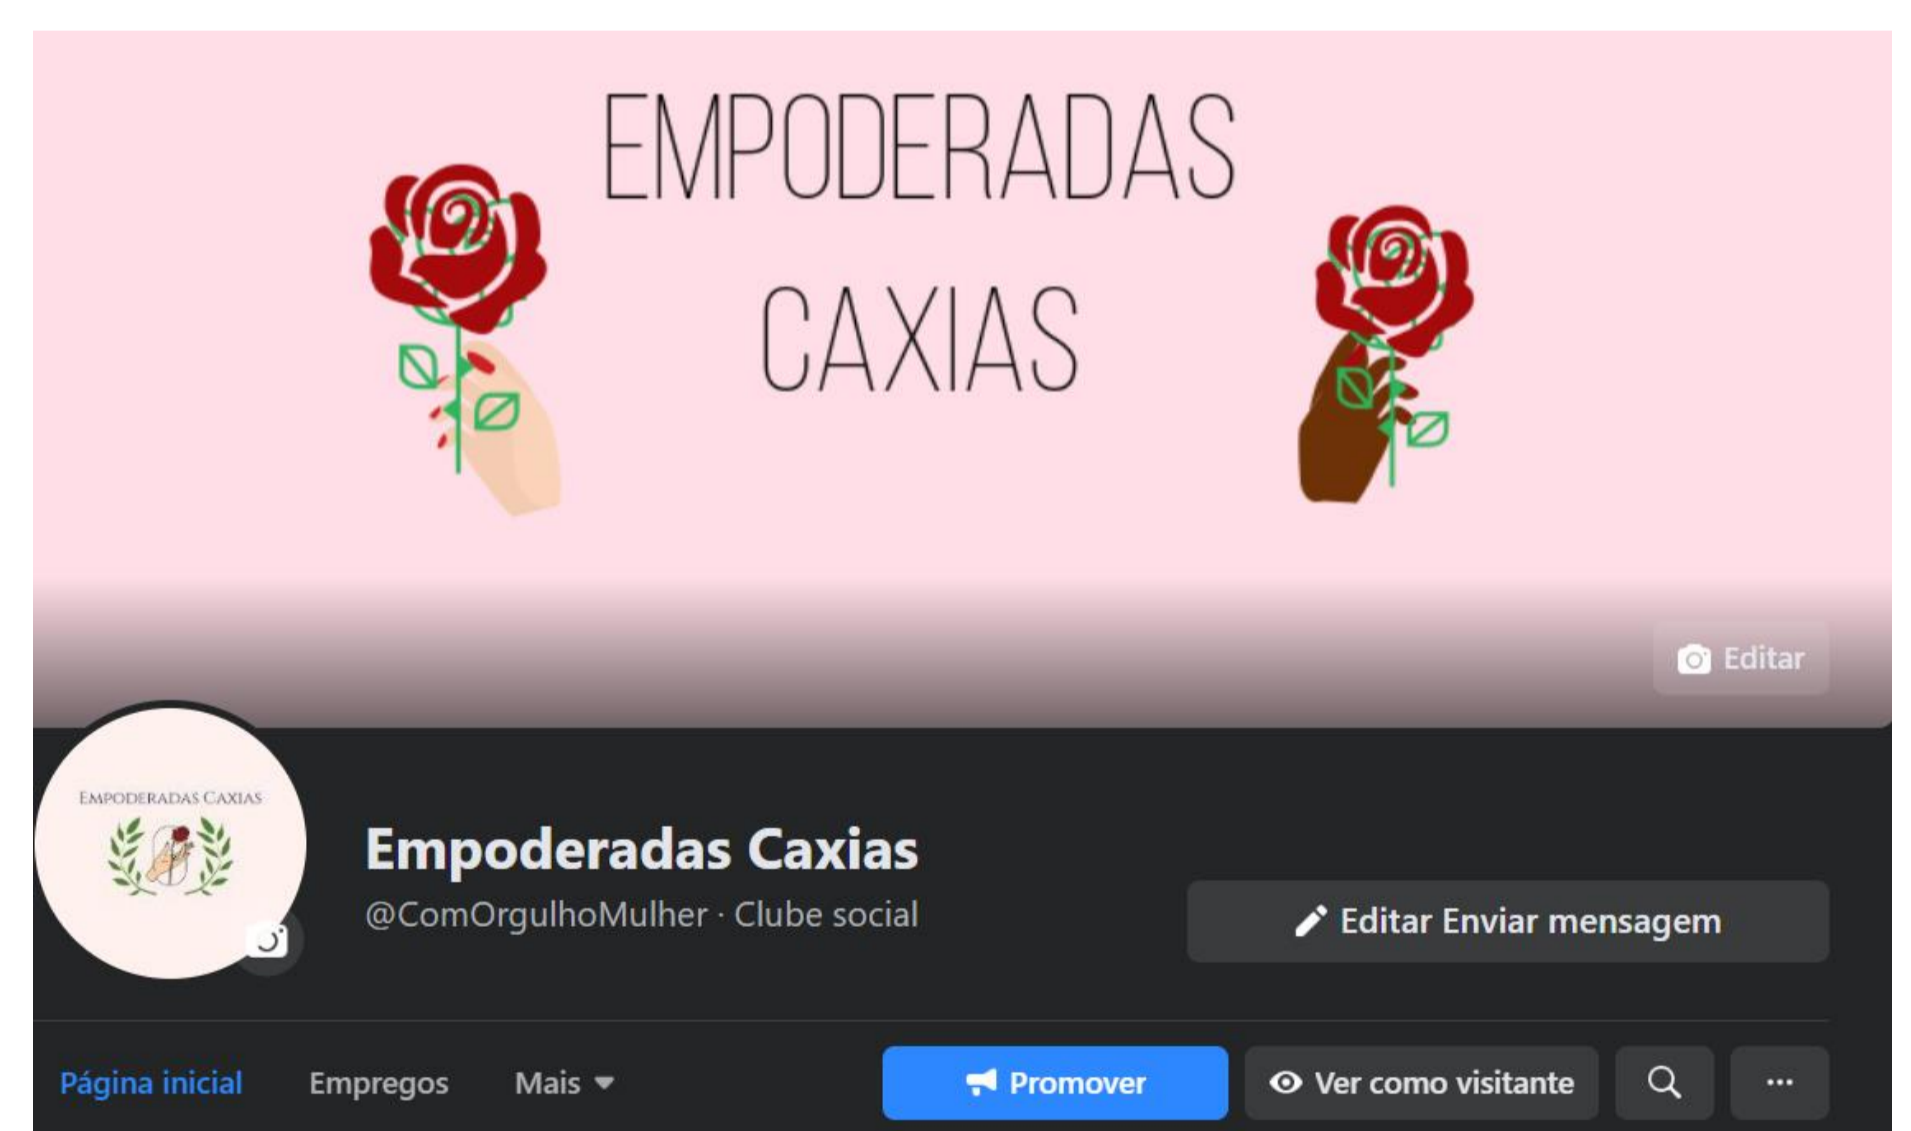 EMPODERADAS
CAXIAS
Editar
EMPODERADAS CAXIAS
Empoderadas Caxias
@ComOrgulhoMulher · Clube social
Editar Enviar mensagem
Página inicial Empregos Mais Promover Ver como visitante